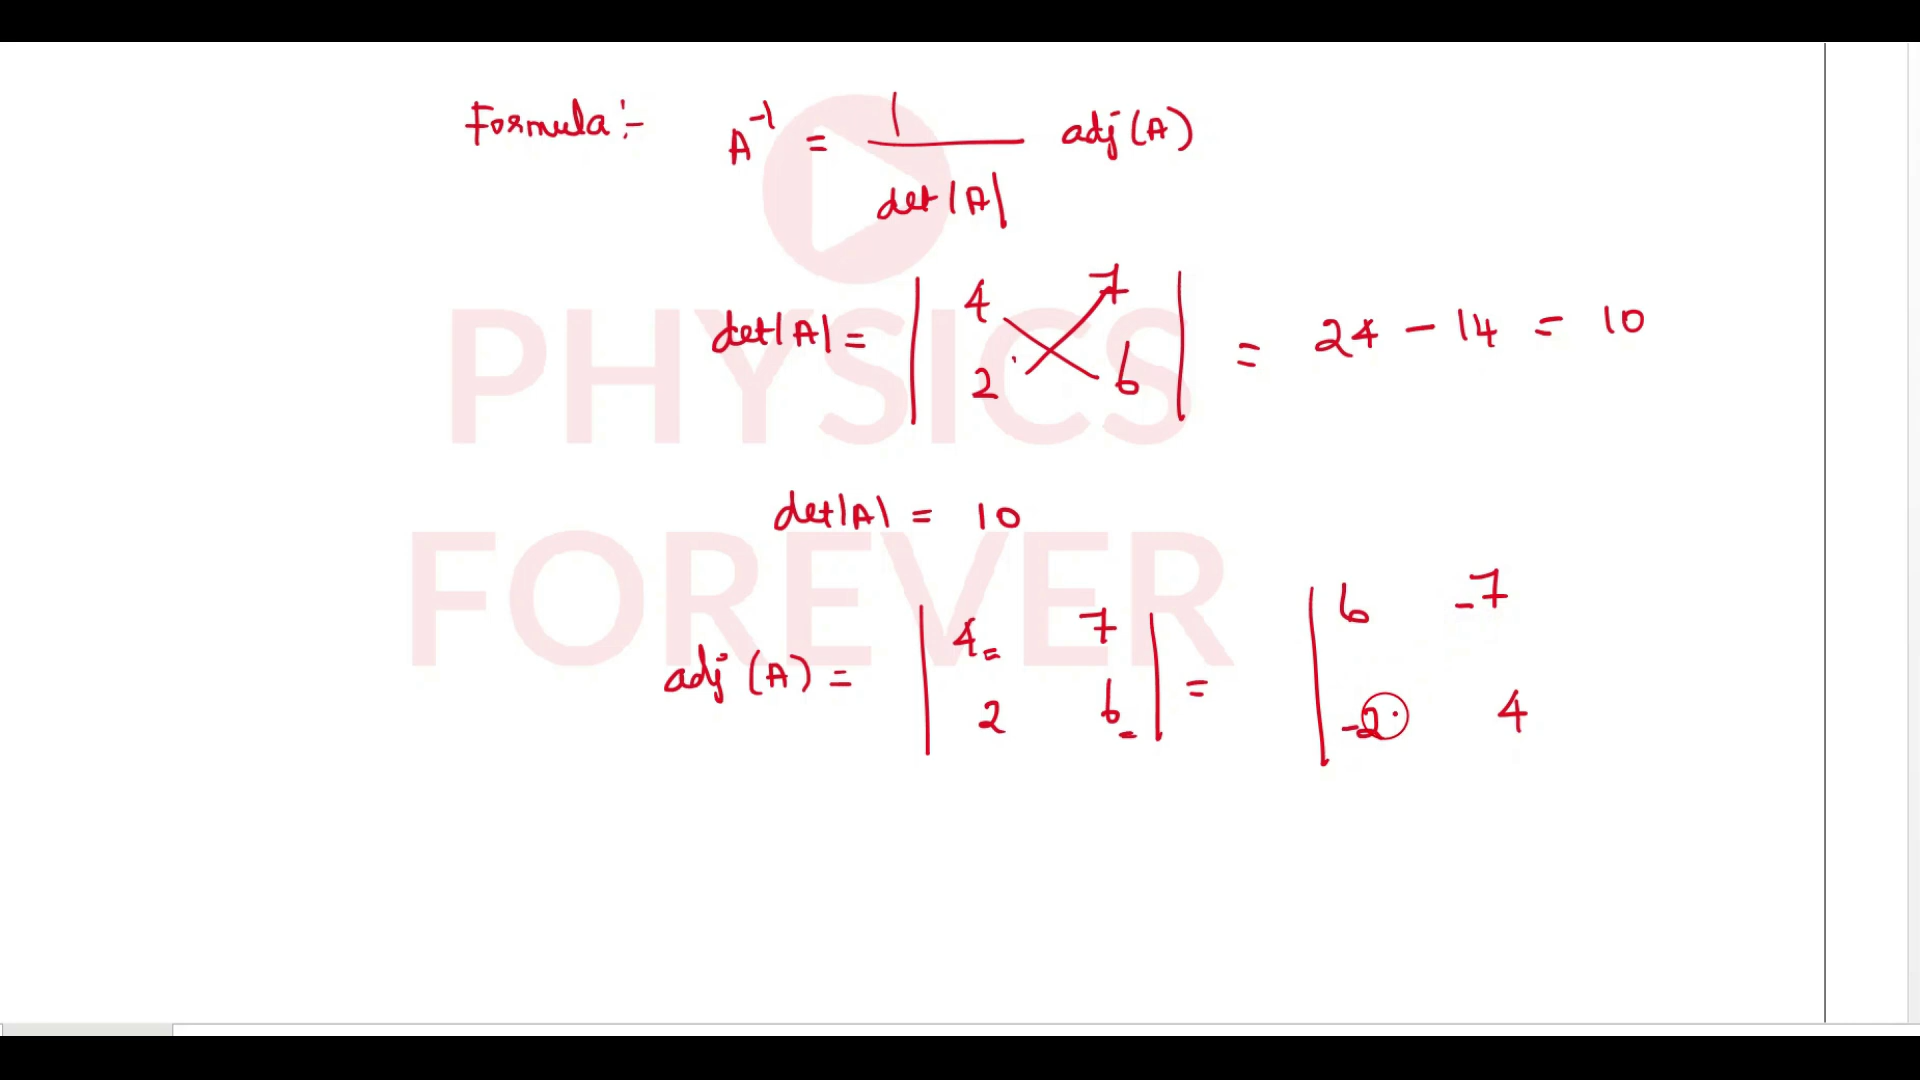 Formula :- A⁻¹ = 1 / det|A| adj(A)
det|A| = | 4 7 | = 24 - 14 = 10
| 2 6 |
det|A| = 10
adj(A) = | 4 7 | = | 6 -7
| 2 6 | | -2 4
PHYSICS
FOREVER